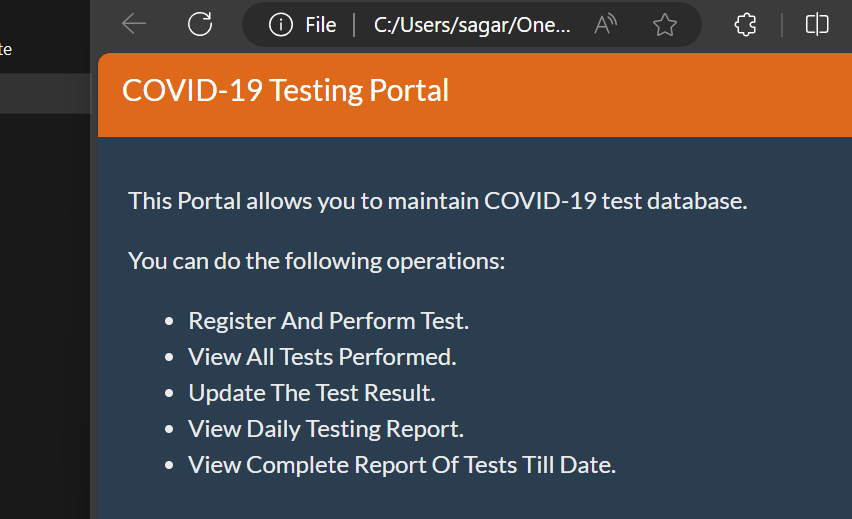 te
File
C:/Users/sagar/One...
COVID-19 Testing Portal
This Portal allows you to maintain COVID-19 test database.
You can do the following operations:
• Register And Perform Test.
• View All Tests Performed.
• Update The Test Result.
• View Daily Testing Report.
• View Complete Report Of Tests Till Date.